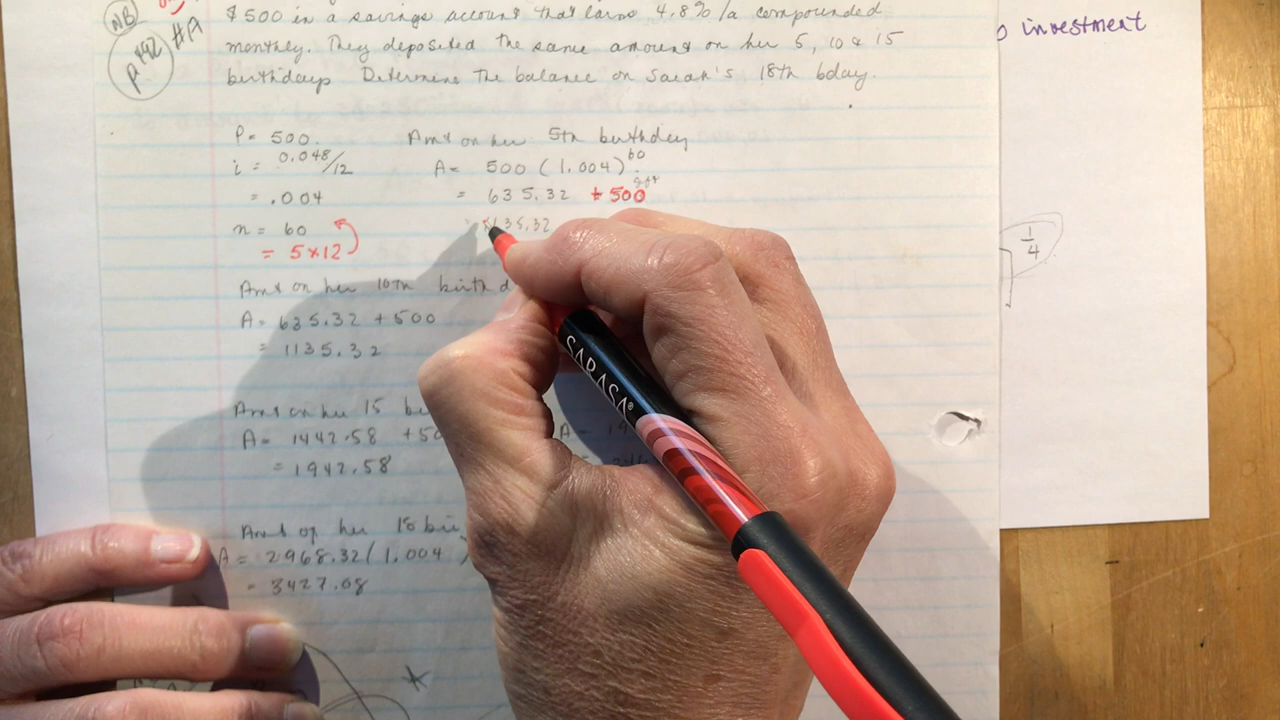 NB
p492 #A
$500 in a savings account that earns 4.8%/a compounded
monthly. They deposited the same amount on her 5, 10 & 15
birthdays Determine the balance on Sarah's 18th bday.
investment
P = 500
i = 0.048/12
= .004
n = 60
= 5×12
Amt on her 5th birthday
A = 500 (1.004)^60
= 635.32 + 500
1135.32
1/4
Amt on her 10th birthd
A = 635.32 + 500
= 1135.32
Amt on her 15 bi
A = 1442.58 + 50
= 1942.58
Amt of her 18 bir
A = 2968.32 (1.004
= 3427.08
SARASA®